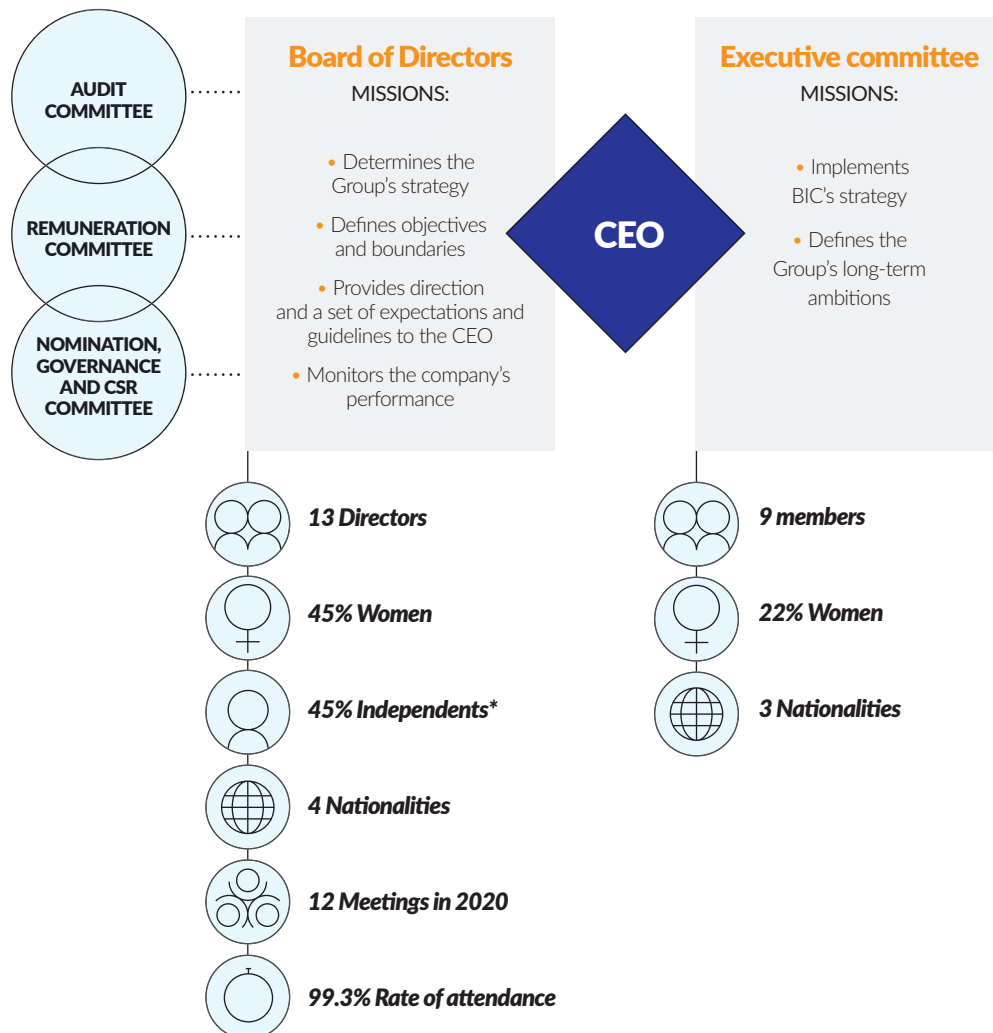 AUDIT
COMMITTEE
REMUNERATION
COMMITTEE
NOMINATION,
GOVERNANCE
AND CSR
COMMITTEE
Board of Directors
MISSIONS:
• Determines the
Group's strategy
• Defines objectives
and boundaries
• Provides direction
and a set of expectations and
guidelines to the CEO
• Monitors the company's
performance
CEO
Executive committee
MISSIONS:
• Implements
BIC's strategy
• Defines the
Group's long-term
ambitions
13 Directors
45% Women
45% Independents*
4 Nationalities
12 Meetings in 2020
99.3% Rate of attendance
9 members
22% Women
3 Nationalities